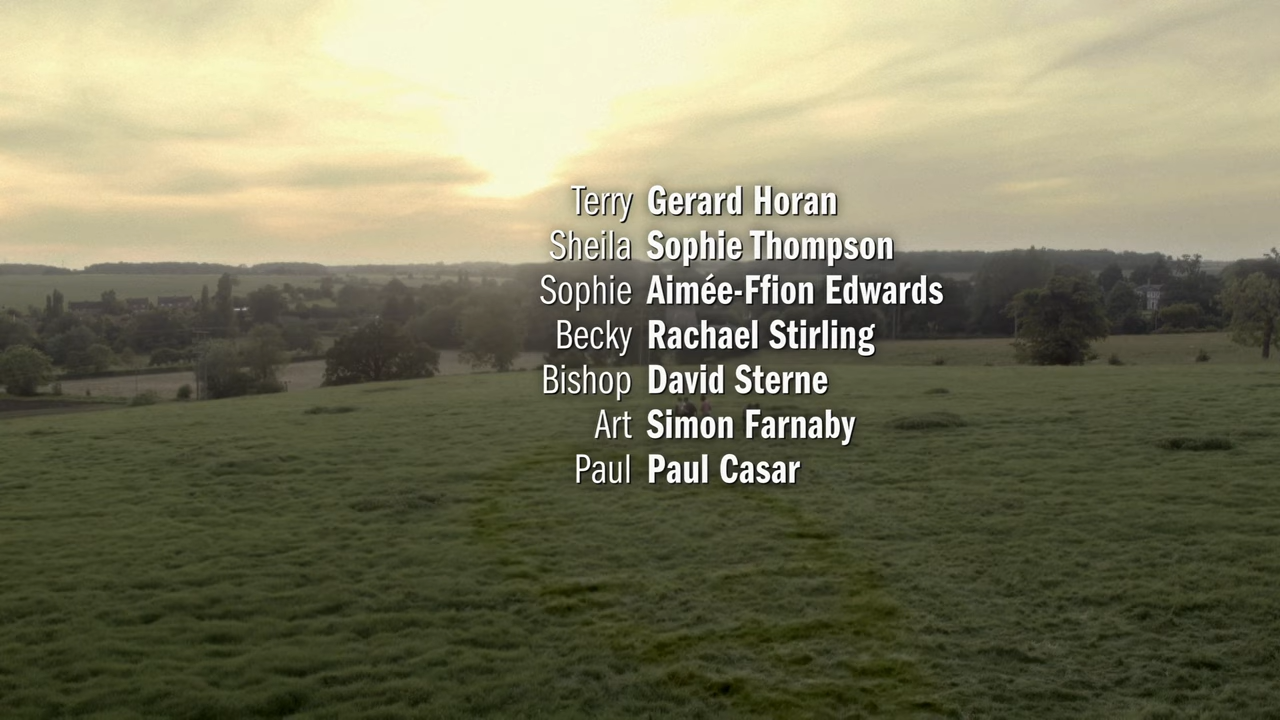 Terry Gerard Horan
Sheila Sophie Thompson
Sophie Aimée-Ffion Edwards
Becky Rachael Stirling
Bishop David Sterne
Art Simon Farnaby
Paul Paul Casar